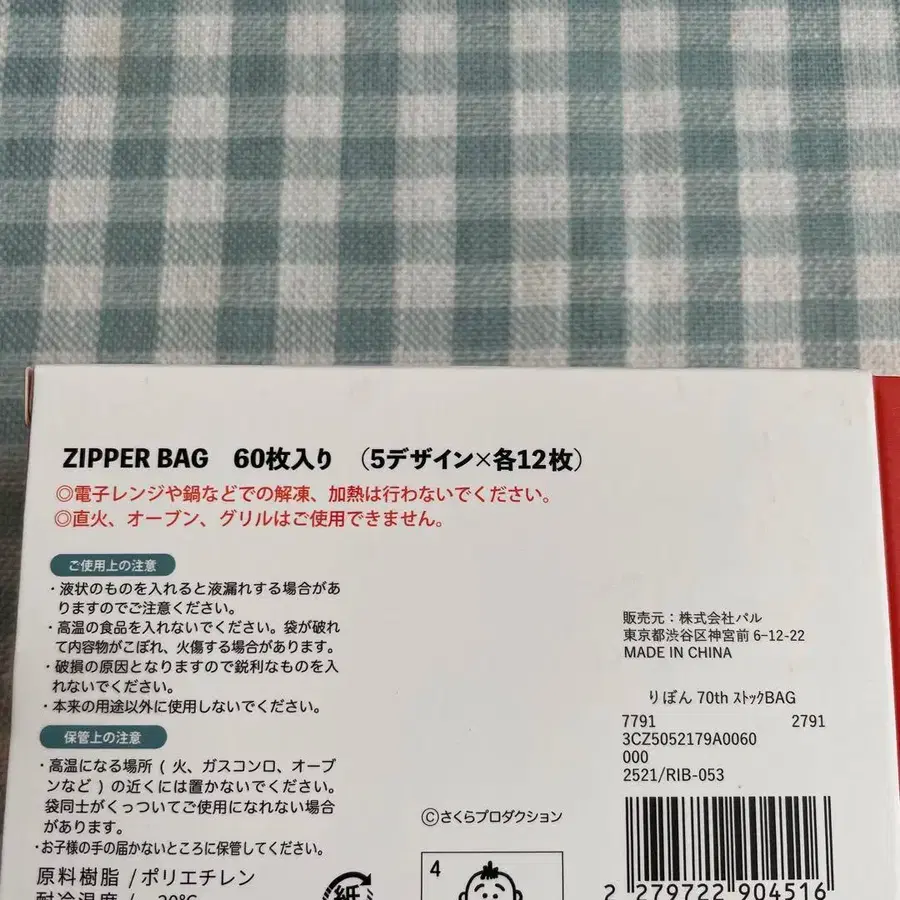 ZIPPER BAG　60枚入り　（5デザイン×各12枚）
◎電子レンジや鍋などでの解凍、加熱は行わないでください。
◎直火、オーブン、グリルはご使用できません。
ご使用上の注意
・液状のものを入れると液漏れする場合があ
りますのでご注意ください。
・高温の食品を入れないでください。袋が破れ
て内容物がこぼれ、火傷する場合があります。
・破損の原因となりますので鋭利なものを入
れないでください。
・本来の用途以外に使用しないでください。
保管上の注意
・高温になる場所 ( 火、ガスコンロ、オーブ
ンなど ) の近くには置かないでください。
袋同士がくっついてご使用になれない場合
があります。
・お子様の手の届かないところに保管してください。
原料樹脂 / ポリエチレン
販売元：株式会社パル
東京都渋谷区神宮前 6-12-22
MADE IN CHINA
りぼん 70th ｽﾄｯｸBAG
7791 2791
3CZ5052179A0060
000
2521/RIB-053
Ⓒさくらプロダクション
4
紙
2 279722 904516